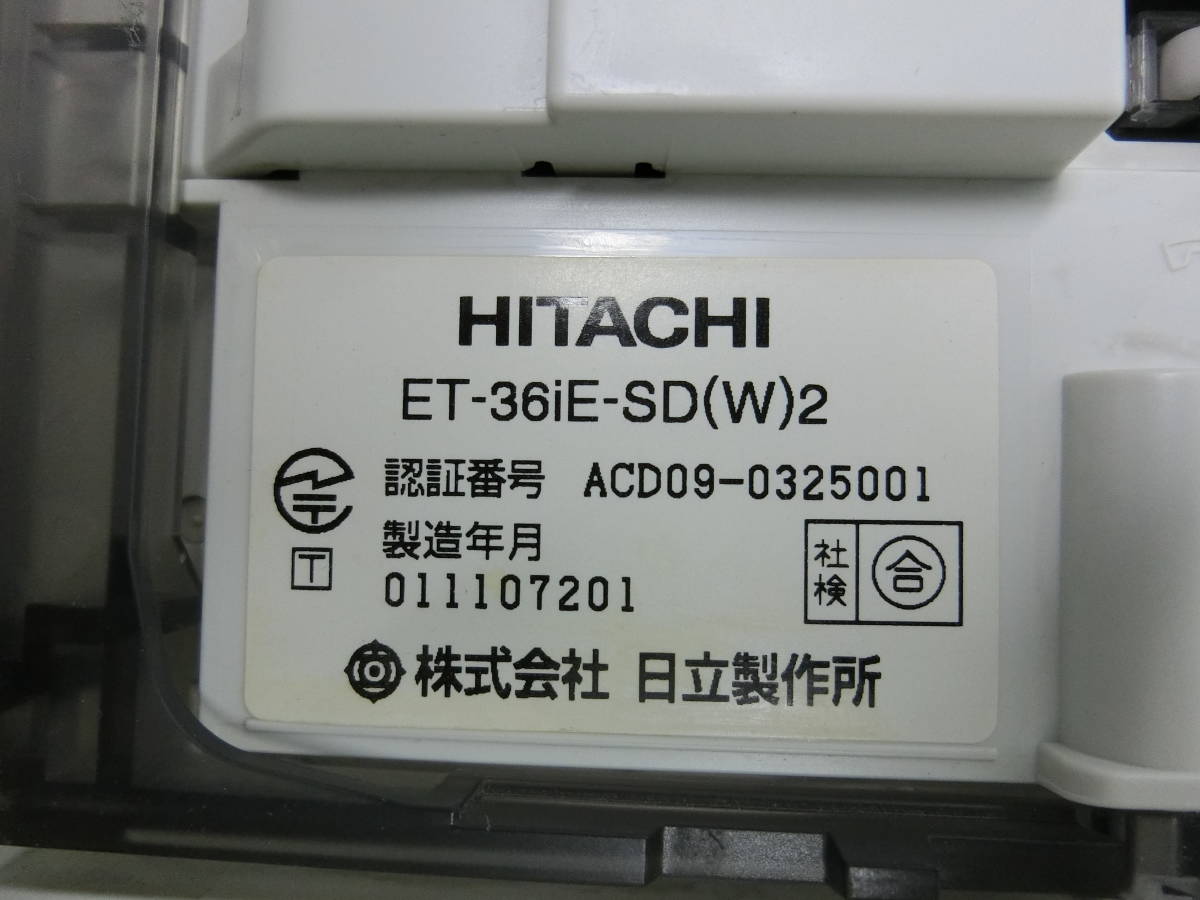 HITACHI
ET-36iE-SD(W)2
認証番号 ACD09-0325001
製造年月
T
011107201
社検 合
株式会社 日立製作所